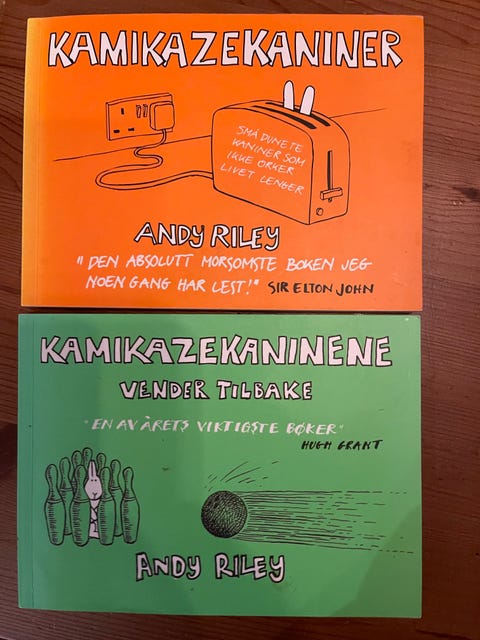 KAMIKAZEKANINER
SMÅ DUNETE
KANINER SOM
IKKE ORKER
LIVET LENGER
ANDY RILEY
"DEN ABSOLUTT MORSOMSTE BOKEN JEG
NOEN GANG HAR LEST!" SIR ELTON JOHN
KAMIKAZEKANINENE
VENDER TILBAKE
"EN AV ÅRETS VIKTIGSTE BØKER"
HUGH GRANT
ANDY RILEY